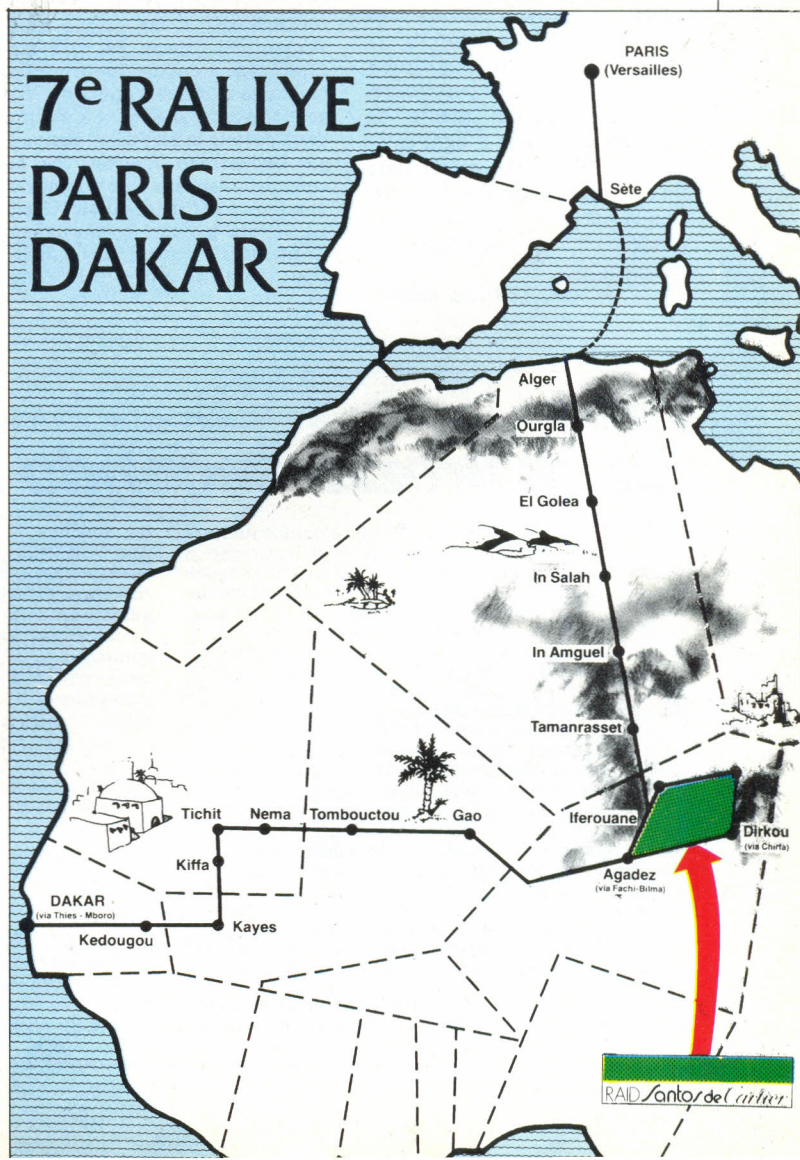 7e RALLYE
PARIS
DAKAR
PARIS
(Versailles)
Sète
Alger
Ourgla
El Golea
In Salah
In Amguel
Tamanrasset
Iferouane
Dirkou
(via Chirfa)
Agadez
(via Fachi-Bilma)
Gao
Tombouctou
Nema
Tichit
Kiffa
Kayes
Kedougou
DAKAR
(via Thies - Mboro)
RAID Santos de Cartier